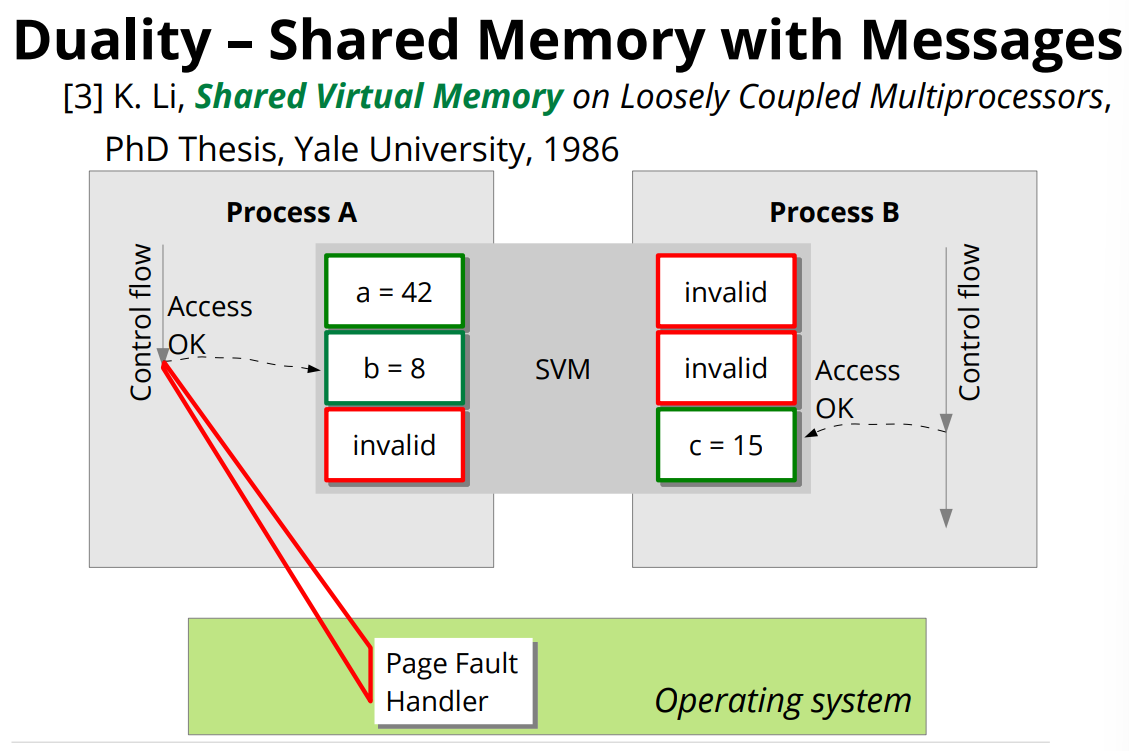 Duality – Shared Memory with Messages
[3] K. Li, Shared Virtual Memory on Loosely Coupled Multiprocessors,
PhD Thesis, Yale University, 1986
Process A
Process B
Control flow
Access
OK
a = 42
b = 8
invalid
SVM
invalid
invalid
c = 15
Access
OK
Control flow
Page Fault
Handler
Operating system